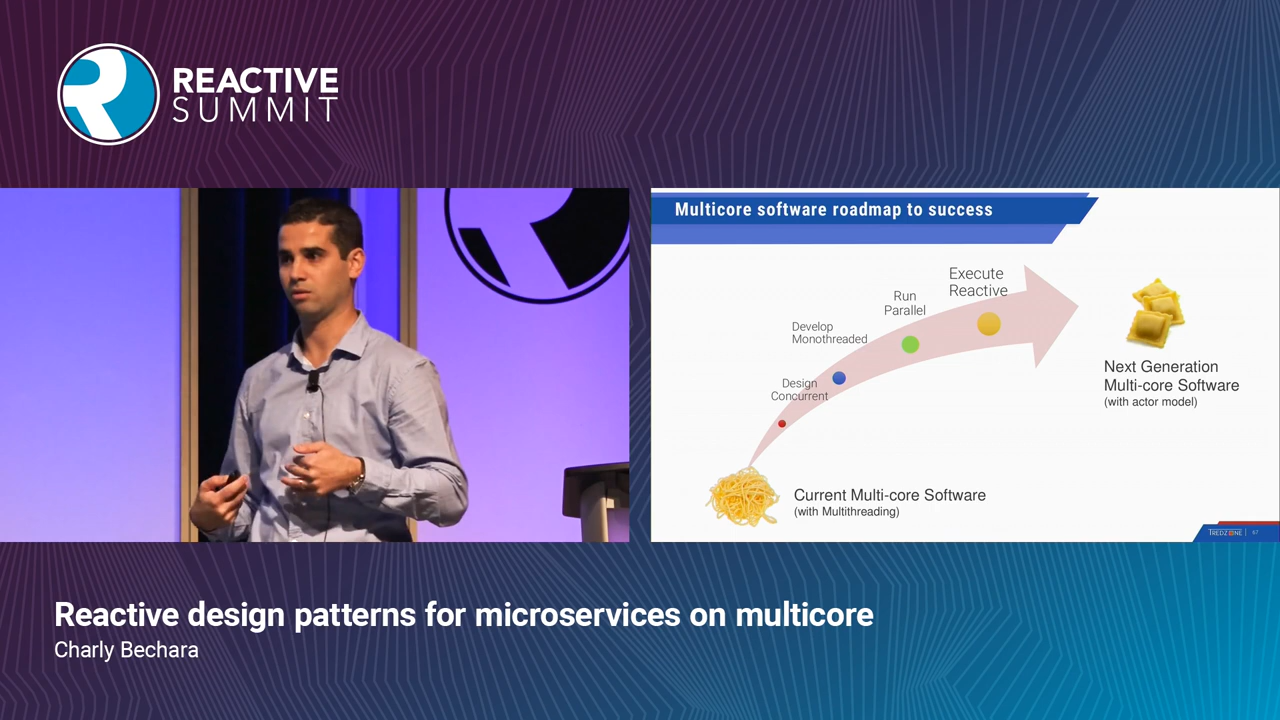 REACTIVE
SUMMIT
Multicore software roadmap to success
Execute
Reactive
Run
Parallel
Develop
Monothreaded
Design
Concurrent
Next Generation
Multi-core Software
(with actor model)
Current Multi-core Software
(with Multithreading)
TREDZONE | 67
Reactive design patterns for microservices on multicore
Charly Bechara